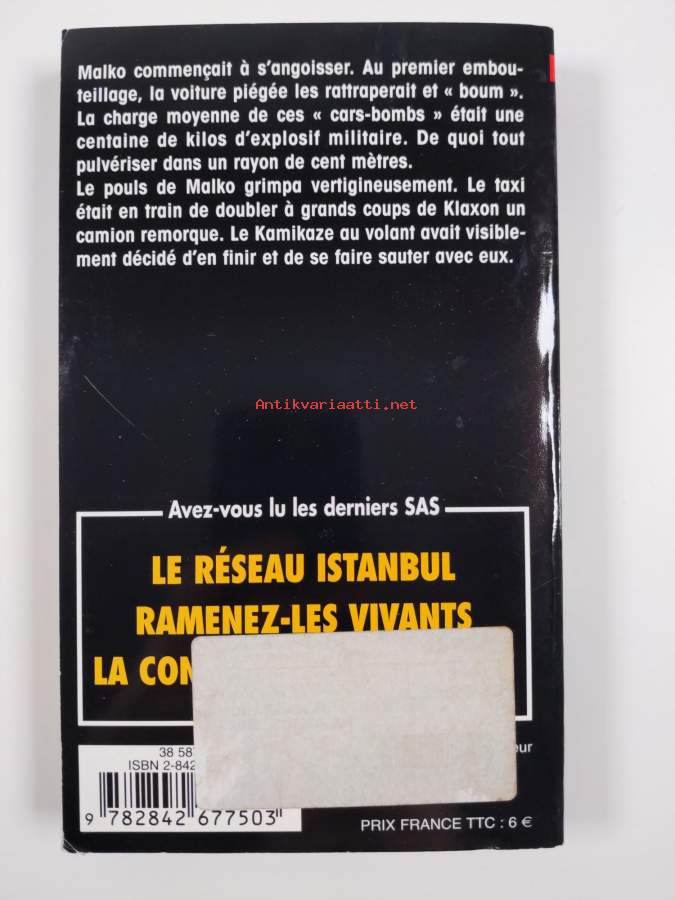 Malko commençait à s'angoisser. Au premier embou-
teillage, la voiture piégée les rattraperait et « boum ».
La charge moyenne de ces « cars-bombs » était une
centaine de kilos d'explosif militaire. De quoi tout
pulvériser dans un rayon de cent mètres.
Le pouls de Malko grimpa vertigineusement. Le taxi
était en train de doubler à grands coups de Klaxon un
camion remorque. Le Kamikaze au volant avait visible-
ment décidé d'en finir et de se faire sauter avec eux.
Antikvariaatti.net
Avez-vous lu les derniers SAS
LE RÉSEAU ISTANBUL
RAMENEZ-LES VIVANTS
LA
38
ISBN 2-842
9 782842 677503
PRIX FRANCE TTC : 6 €